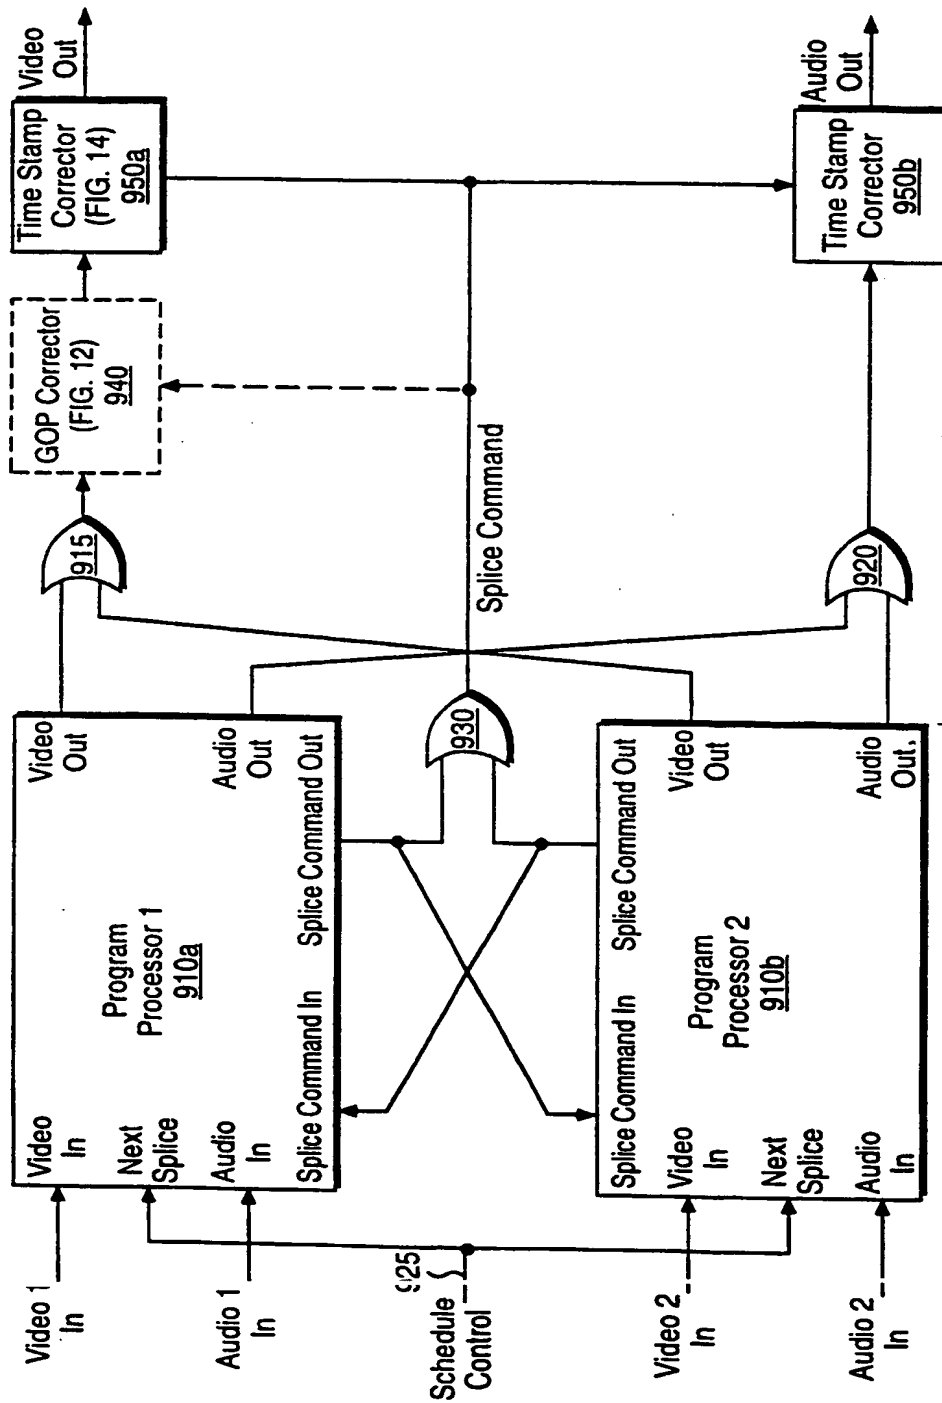 Video 1
In
Audio 1
In
925
Schedule
Control
Video 2
In
Audio 2
In
Video
In
Next
Splice
Audio
In
Splice Command In
Program
Processor 1
910a
Video
Out
Audio
Out
Splice Command Out
Splice Command In
Video
In
Next
Splice
Audio
In
Program
Processor 2
910b
Splice Command Out
Video
Out
Audio
Out.
915
930
920
Splice Command
GOP Corrector
(FIG. 12)
940
Time Stamp
Corrector
(FIG. 14)
950a
Video
Out
Time Stamp
Corrector
950b
Audio
Out